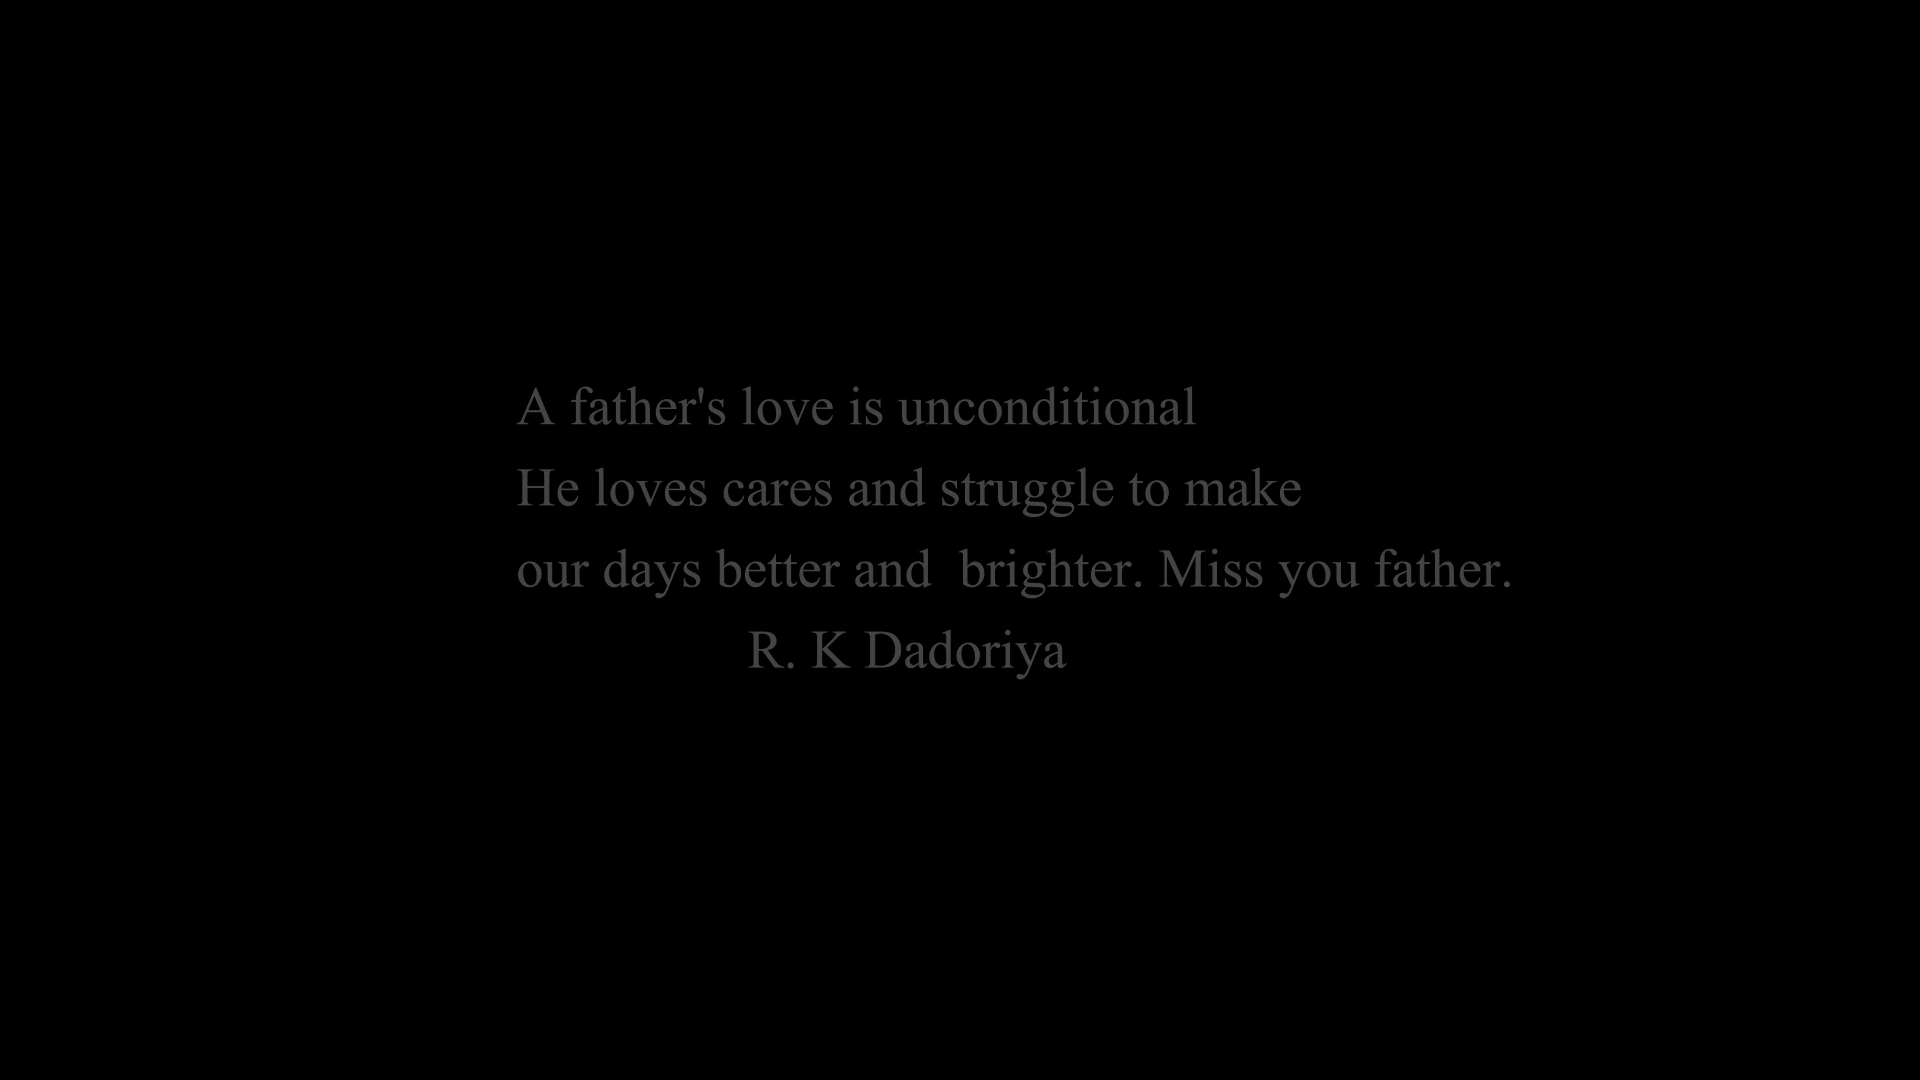 A father's love is unconditional
He loves cares and struggle to make
our days better and  brighter. Miss you father.
R. K Dadoriya